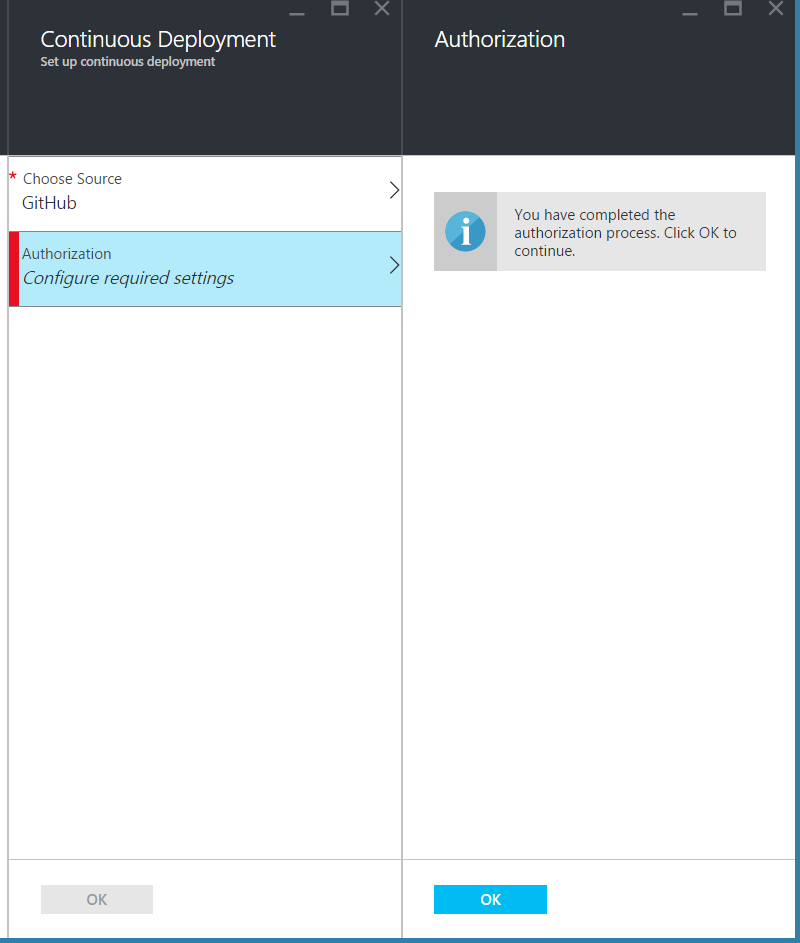 Continuous Deployment
Set up continuous deployment
* Choose Source
GitHub
Authorization
Configure required settings
OK
Authorization
You have completed the
authorization process. Click OK to
continue.
OK